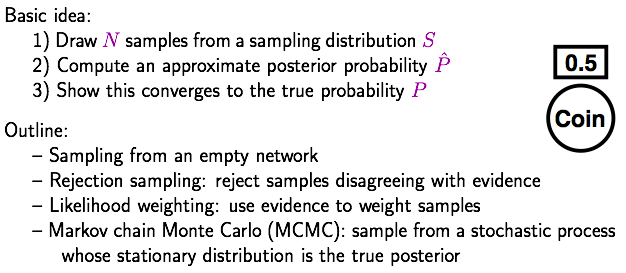 Basic idea:
1) Draw N samples from a sampling distribution S
2) Compute an approximate posterior probability P̂
3) Show this converges to the true probability P
0.5
Coin
Outline:
– Sampling from an empty network
– Rejection sampling: reject samples disagreeing with evidence
– Likelihood weighting: use evidence to weight samples
– Markov chain Monte Carlo (MCMC): sample from a stochastic process
whose stationary distribution is the true posterior